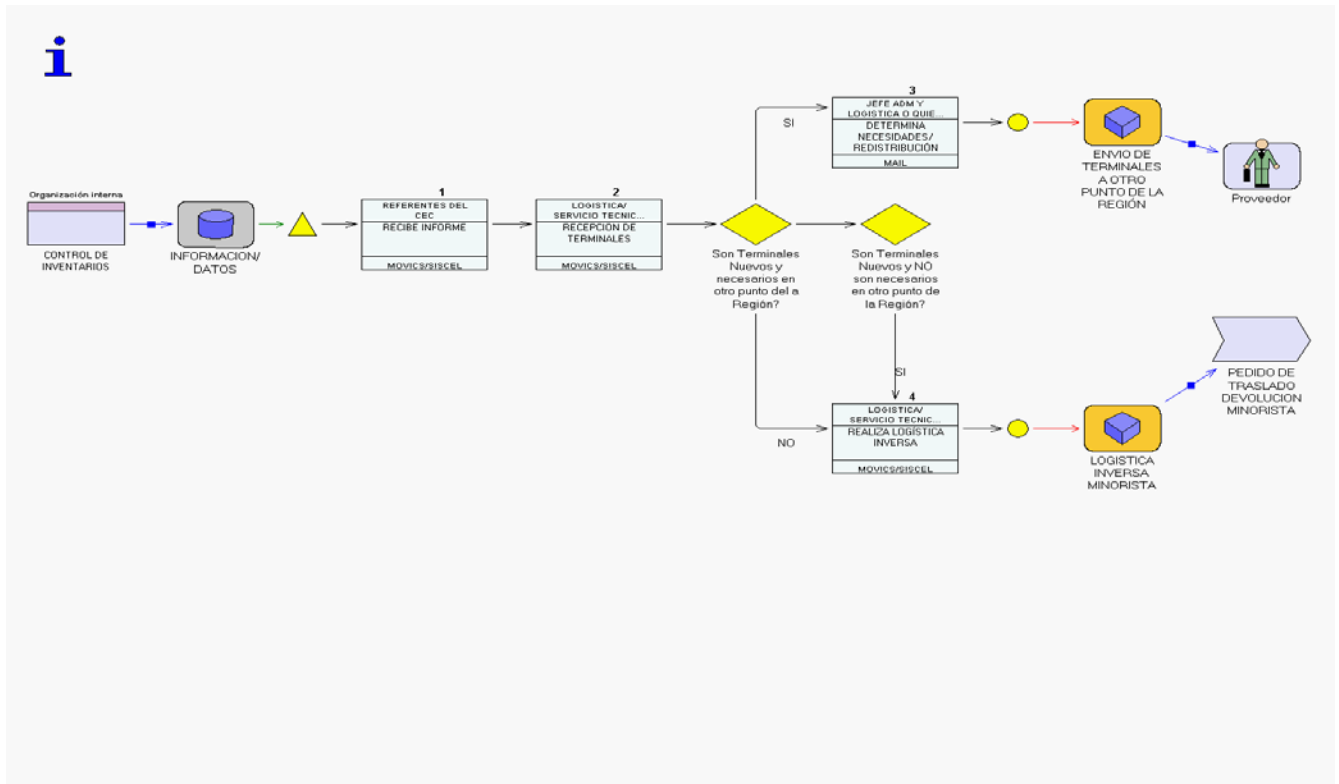 Organización interna
CONTROL DE
INVENTARIOS
INFORMACION/
DATOS
1
REFERENTES DEL
CEC
RECIBE INFORME
MOVICS/SISCEL
2
LOGISTICA/
SERVICIO TECNIC...
RECEPCION DE
TERMINALES
MOVICS/SISCEL
Son Terminales
Nuevos y
necesarios en
otro punto del a
Región?
SI
NO
Son Terminales
Nuevos y NO
son necesarios
en otro punto de
la Región?
SI
3
JEFE ADM Y
LOGISTICA O QUIE...
DETERMINA
NECESIDADES/
REDISTRIBUCIÓN
MAIL
ENVIO DE
TERMINALES
A OTRO
PUNTO DE LA
REGIÓN
Proveedor
4
LOGISTICA/
SERVICIO TECNIC...
REALIZA LOGÍSTICA
INVERSA
MOVICS/SISCEL
LOGISTICA
INVERSA
MINORISTA
PEDIDO DE
TRASLADO
DEVOLUCION
MINORISTA